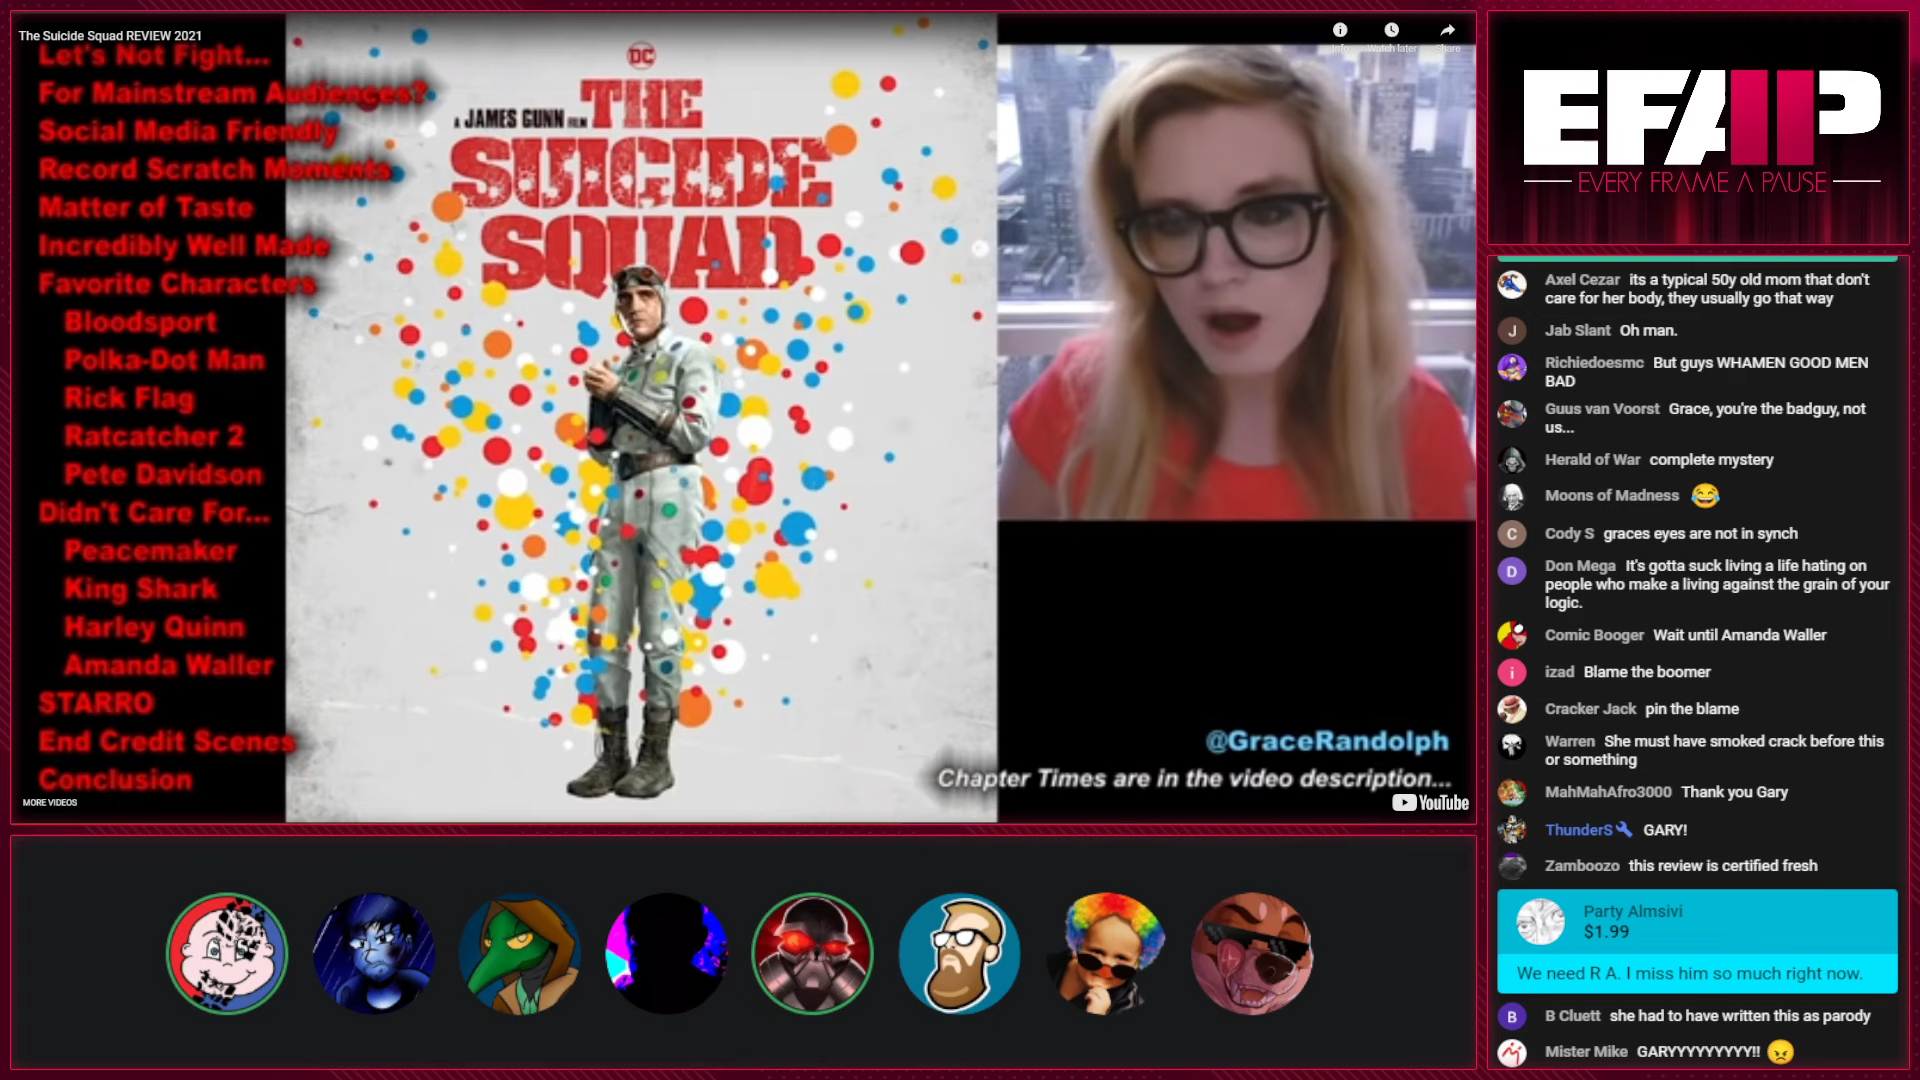 The Suicide Squad REVIEW 2021
Info
Watch later
Share
Let's Not Fight...
For Mainstream Audiences?
Social Media Friendly
Record Scratch Moments
Matter of Taste
Incredibly Well Made
Favorite Characters
Bloodsport
Polka-Dot Man
Rick Flag
Ratcatcher 2
Pete Davidson
Didn't Care For...
Peacemaker
King Shark
Harley Quinn
Amanda Waller
STARRO
End Credit Scenes
Conclusion
MORE VIDEOS
DC
A JAMES GUNN FILM
THE
SUICIDE
SQUAD
@GraceRandolph
Chapter Times are in the video description...
YouTube
EFAP
EVERY FRAME A PAUSE
Axel Cezar its a typical 50y old mom that don't
care for her body, they usually go that way
J
Jab Slant Oh man.
Richiedoesmc But guys WHAMEN GOOD MEN
BAD
Guus van Voorst Grace, you're the badguy, not
us...
Herald of War complete mystery
Moons of Madness
C
Cody S graces eyes are not in synch
D
Don Mega It's gotta suck living a life hating on
people who make a living against the grain of your
logic.
Comic Booger Wait until Amanda Waller
i
izad Blame the boomer
Cracker Jack pin the blame
Warren She must have smoked crack before this
or something
MahMahAfro3000 Thank you Gary
ThunderS GARY!
Zamboozo this review is certified fresh
Party Almsivi
$1.99
We need R A. I miss him so much right now.
B
B Cluett she had to have written this as parody
Mister Mike GARYYYYYYYYY!!